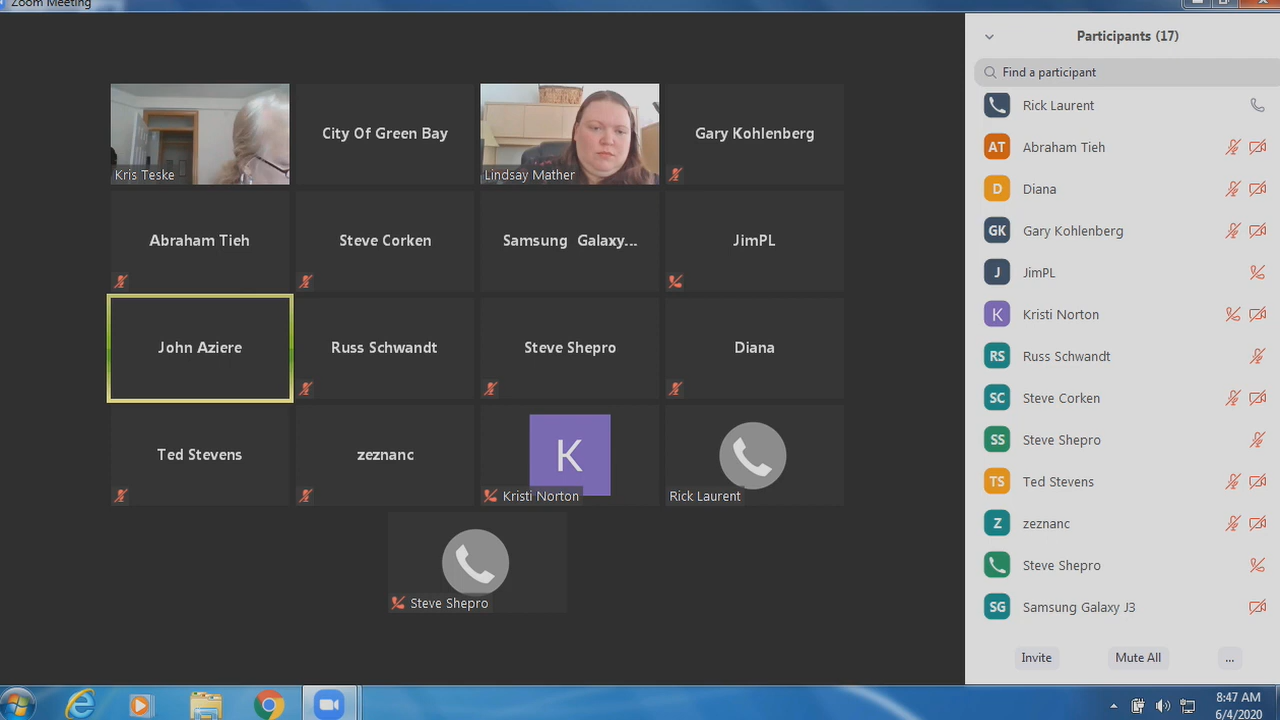 Zoom Meeting
Kris Teske
City Of Green Bay
Lindsay Mather
Gary Kohlenberg
Abraham Tieh
Steve Corken
Samsung Galaxy...
JimPL
John Aziere
Russ Schwandt
Steve Shepro
Diana
Ted Stevens
zeznanc
K
Kristi Norton
Rick Laurent
Steve Shepro
Participants (17)
Find a participant
Rick Laurent
AT Abraham Tieh
D Diana
GK Gary Kohlenberg
J JimPL
K Kristi Norton
RS Russ Schwandt
SC Steve Corken
SS Steve Shepro
TS Ted Stevens
Z zeznanc
Steve Shepro
SG Samsung Galaxy J3
Invite
Mute All
...
8:47 AM
6/4/2020